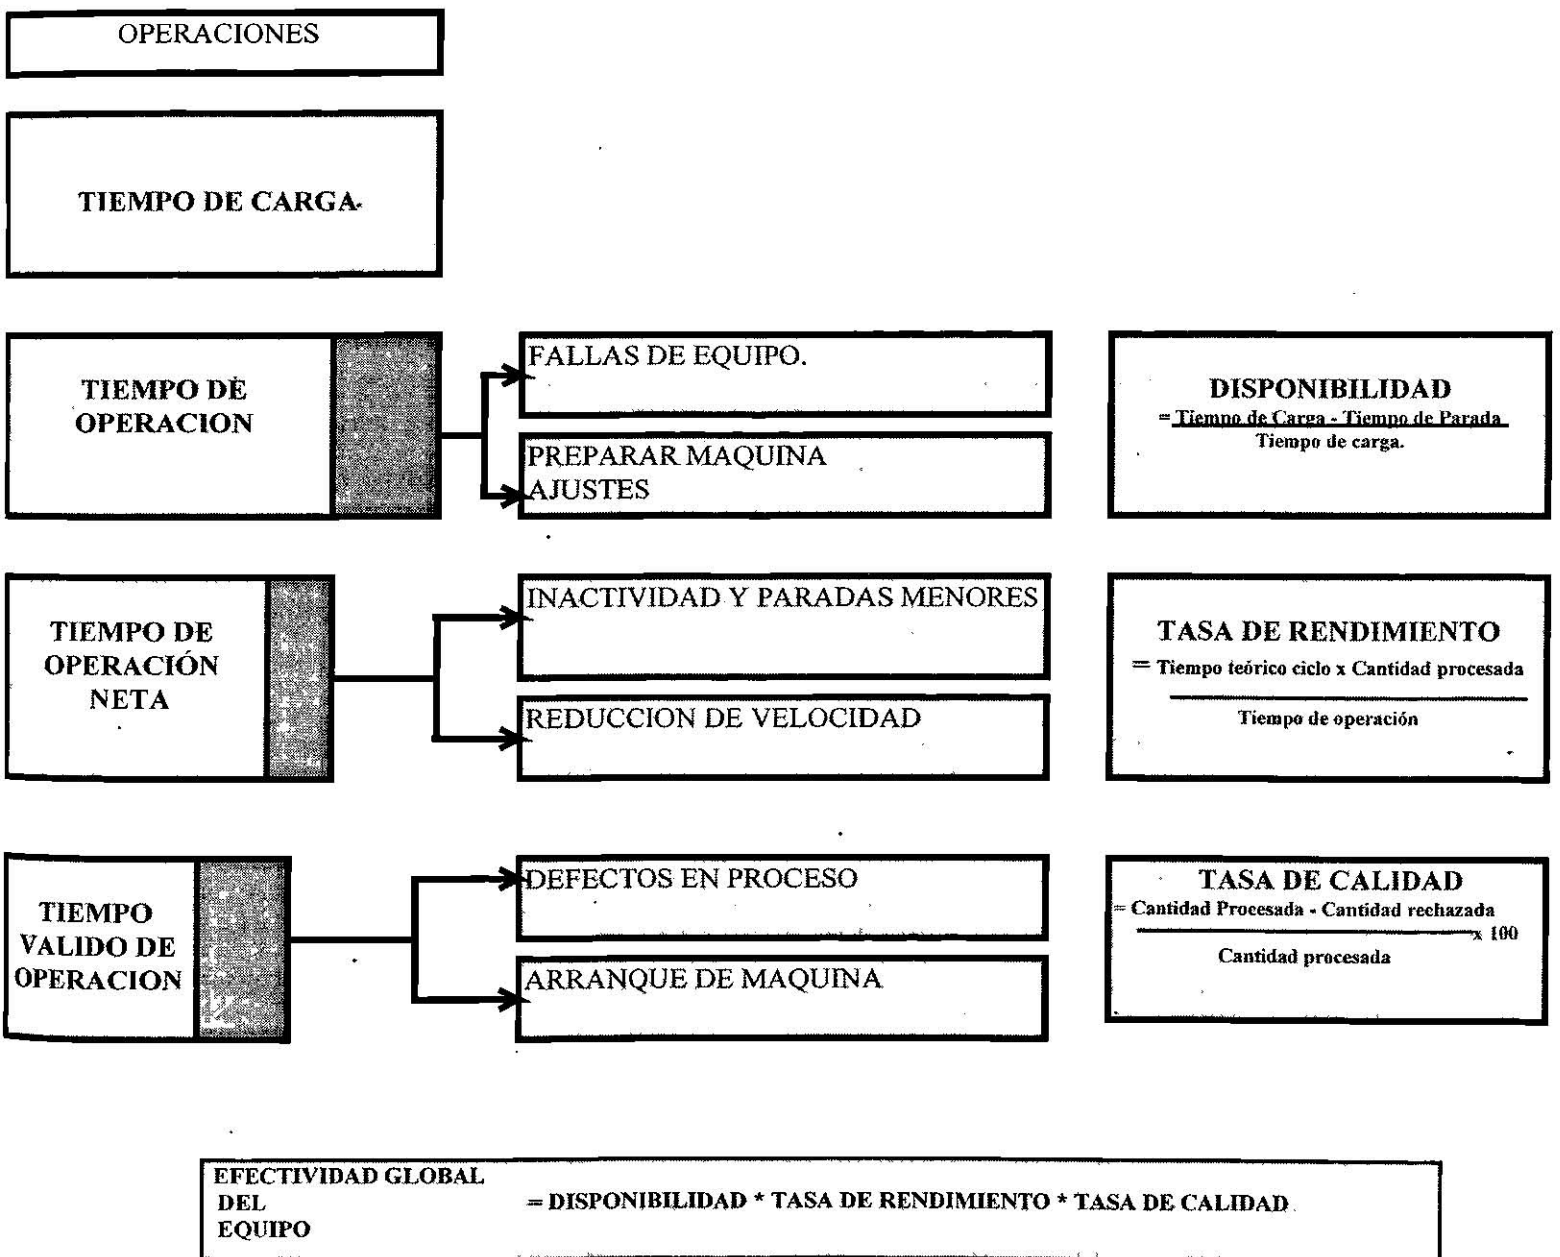 OPERACIONES
TIEMPO DE CARGA.
TIEMPO DE
OPERACION
FALLAS DE EQUIPO.
PREPARAR MAQUINA
AJUSTES
DISPONIBILIDAD
= Tiempo de Carga - Tiempo de Parada
Tiempo de carga.
TIEMPO DE
OPERACIÓN
NETA
INACTIVIDAD Y PARADAS MENORES
REDUCCION DE VELOCIDAD
TASA DE RENDIMIENTO
= Tiempo teórico ciclo x Cantidad procesada
Tiempo de operación
TIEMPO
VALIDO DE
OPERACION
DEFECTOS EN PROCESO
ARRANQUE DE MAQUINA
TASA DE CALIDAD
= Cantidad Procesada - Cantidad rechazada
x 100
Cantidad procesada
EFECTIVIDAD GLOBAL
DEL
EQUIPO
= DISPONIBILIDAD * TASA DE RENDIMIENTO * TASA DE CALIDAD